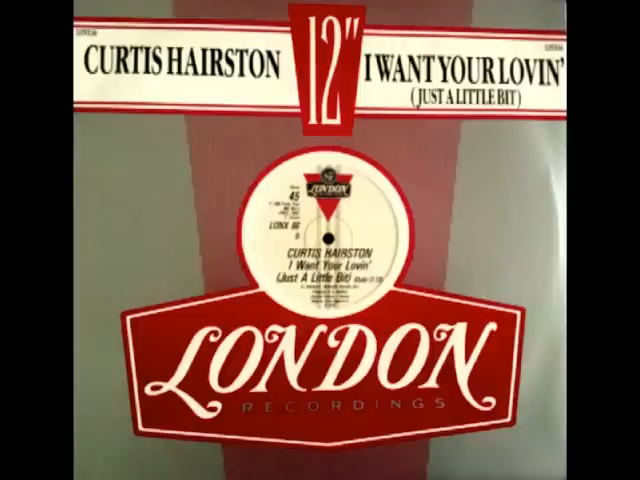 CURTIS HAIRSTON
12"
I WANT YOUR LOVIN'
(JUST A LITTLE BIT)
LONDON
45
LONX 66
CURTIS HAIRSTON
I Want Your Lovin'
(Just A Little Bit)
LONDON
RECORDINGS